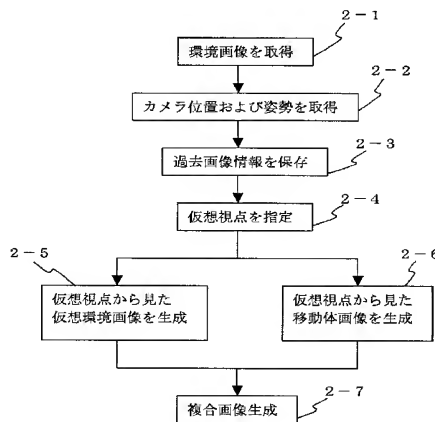 2－1
環境画像を取得
2－2
カメラ位置および姿勢を取得
2－3
過去画像情報を保存
2－4
仮想視点を指定
2－5
仮想視点から見た
仮想環境画像を生成
2－6
仮想視点から見た
移動体画像を生成
2－7
複合画像生成